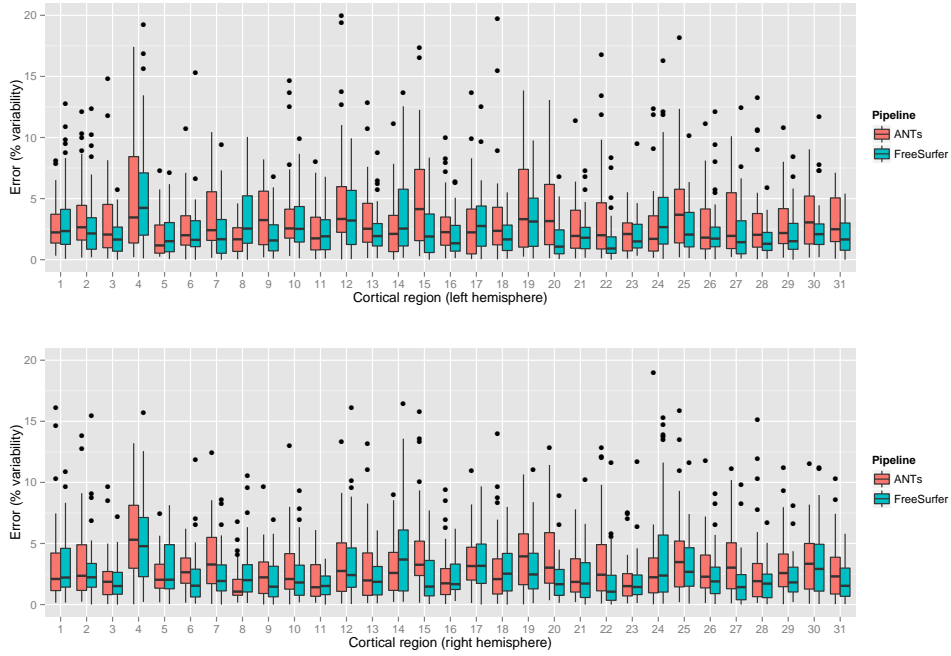 20
15
10
5
0
Error (% variability)
1 2 3 4 5 6 7 8 9 10 11 12 13 14 15 16 17 18 19 20 21 22 23 24 25 26 27 28 29 30 31
Cortical region (left hemisphere)
Pipeline
ANTs
FreeSurfer
20
15
10
5
0
Error (% variability)
1 2 3 4 5 6 7 8 9 10 11 12 13 14 15 16 17 18 19 20 21 22 23 24 25 26 27 28 29 30 31
Cortical region (right hemisphere)
Pipeline
ANTs
FreeSurfer